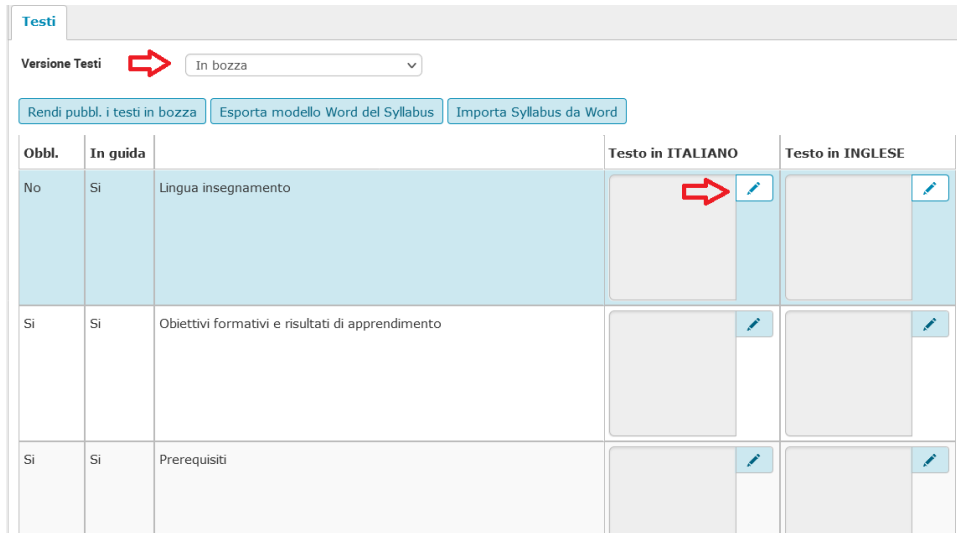 Testi
Versione Testi In bozza
Rendi pubbl. i testi in bozza Esporta modello Word del Syllabus Importa Syllabus da Word
Obbl. In guida Testo in ITALIANO Testo in INGLESE
No Si Lingua insegnamento
Si Si Obiettivi formativi e risultati di apprendimento
Si Si Prerequisiti